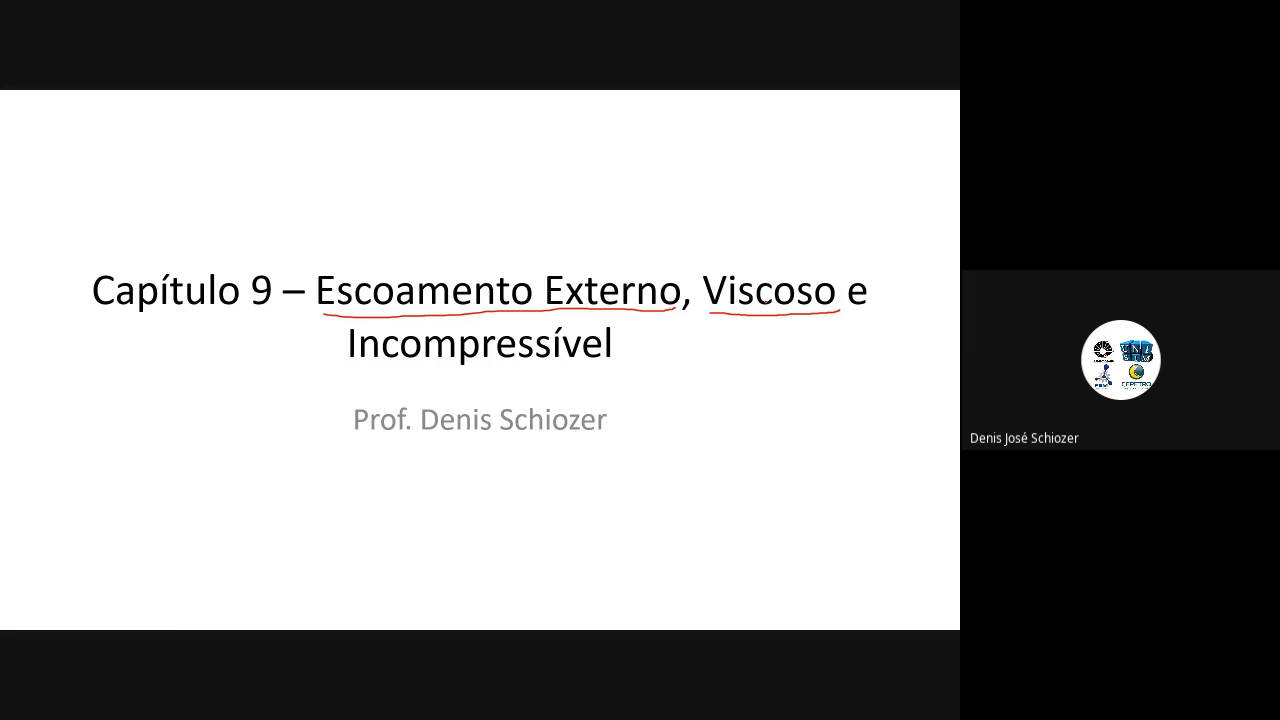 Capítulo 9 – Escoamento Externo, Viscoso e
Incompressível
Prof. Denis Schiozer
Denis José Schiozer